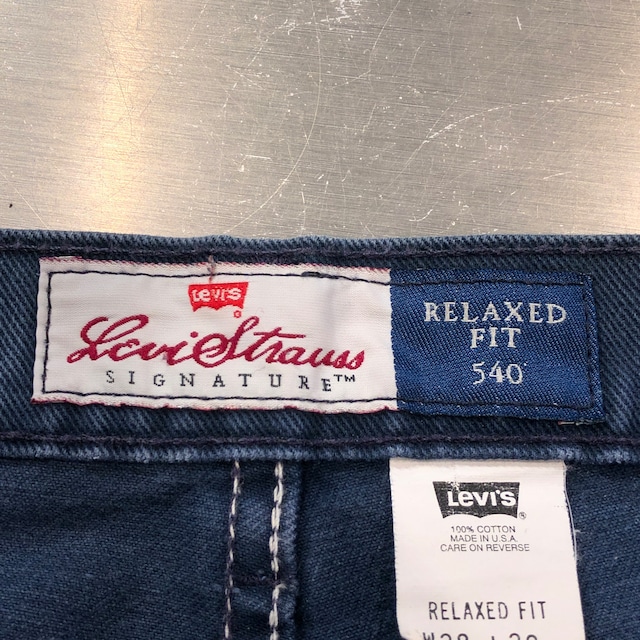 Levi's
®
Levi Strauss
SIGNATURE™
RELAXED
FIT
540
Levi's
®
100% COTTON
MADE IN U.S.A.
CARE ON REVERSE
RELAXED FIT